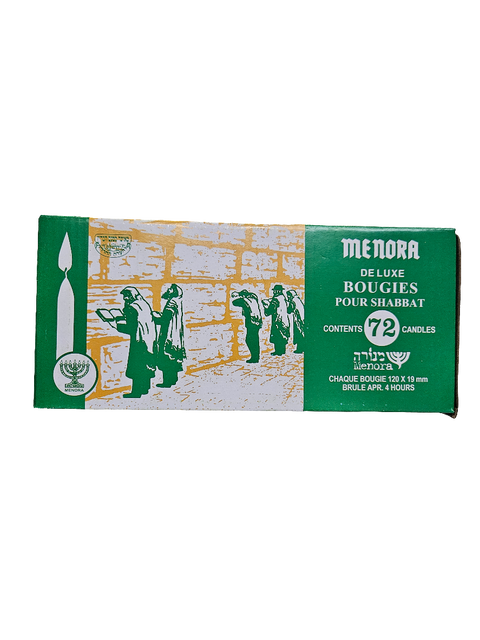 MENORA
DE LUXE
BOUGIES
POUR SHABBAT
CONTENTS 72 CANDLES
מנורה
Menora
CHAQUE BOUGIE 120 X 19 mm
BRULE APR. 4 HOURS
MENORA